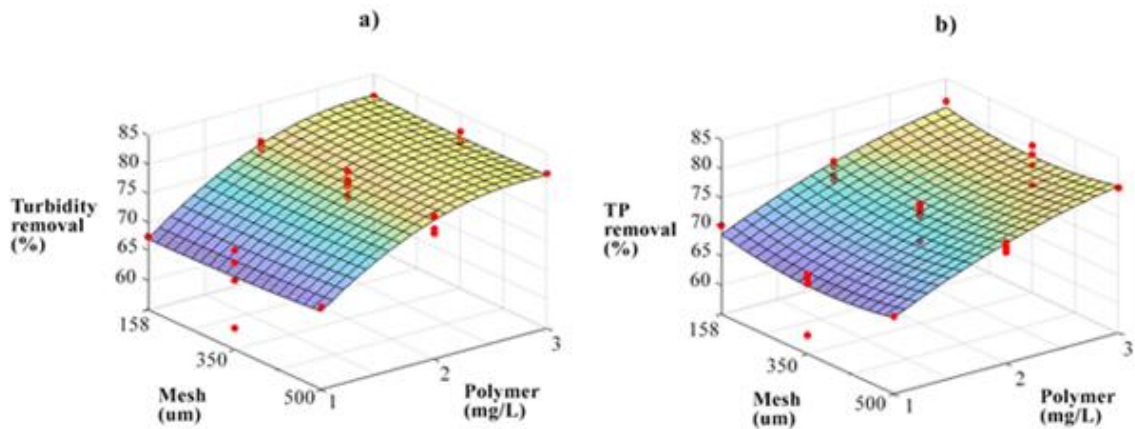 a)
85
80
75
70
65
60
Turbidity
removal
(%)
158
350
500
Mesh
(um)
1
2
3
Polymer
(mg/L)
b)
85
80
75
70
65
60
TP
removal
(%)
158
350
500
Mesh
(um)
1
2
3
Polymer
(mg/L)